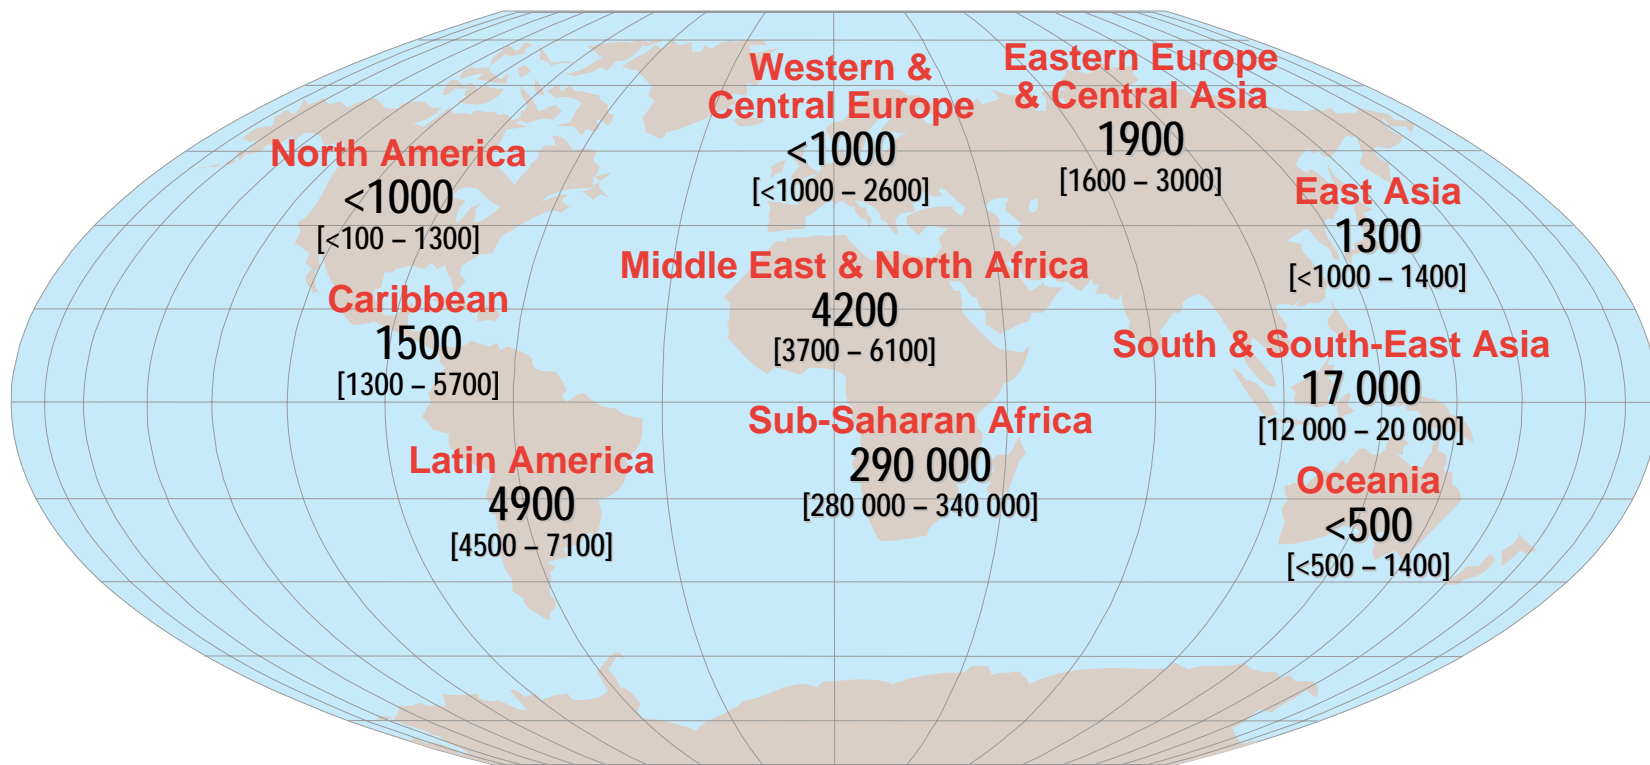 Western &
Central Europe
<1000
[<1000 – 2600]
Eastern Europe
& Central Asia
1900
[1600 – 3000]
North America
<1000
[<100 – 1300]
East Asia
1300
[<1000 – 1400]
Middle East & North Africa
4200
[3700 – 6100]
Caribbean
1500
[1300 – 5700]
South & South-East Asia
17 000
[12 000 – 20 000]
Sub-Saharan Africa
290 000
[280 000 – 340 000]
Latin America
4900
[4500 – 7100]
Oceania
<500
[<500 – 1400]